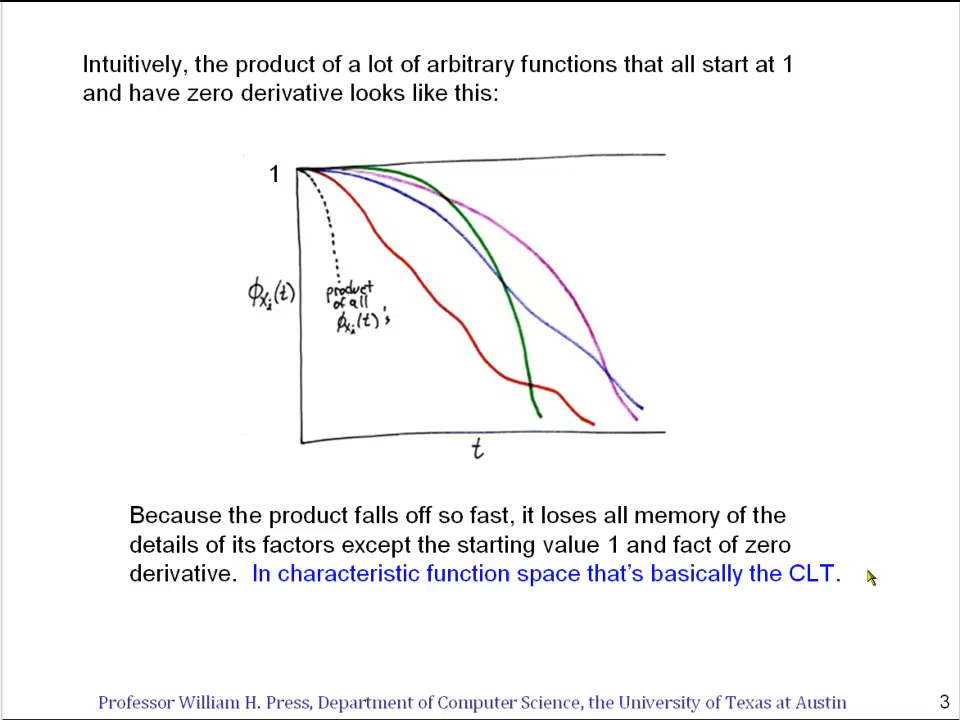 Intuitively, the product of a lot of arbitrary functions that all start at 1
and have zero derivative looks like this:
1
ϕXi(t)
product
of all
ϕXi(t)'s
t
Because the product falls off so fast, it loses all memory of the
details of its factors except the starting value 1 and fact of zero
derivative. In characteristic function space that's basically the CLT.
Professor William H. Press, Department of Computer Science, the University of Texas at Austin
3